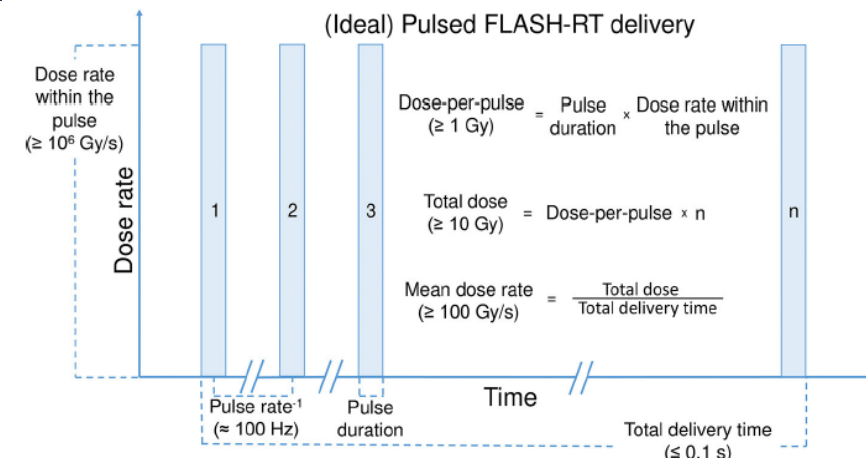 (Ideal) Pulsed FLASH-RT delivery
Dose rate
within the
pulse
(≥ 10⁶ Gy/s)
Dose rate
Dose-per-pulse
(≥ 1 Gy)
=
Pulse
duration
×
Dose rate within
the pulse
1
2
3
n
Total dose
(≥ 10 Gy)
= Dose-per-pulse × n
Mean dose rate
(≥ 100 Gy/s)
=
Total dose
Total delivery time
Time
Pulse rate⁻¹
(≈ 100 Hz)
Pulse
duration
Total delivery time
(≤ 0.1 s)